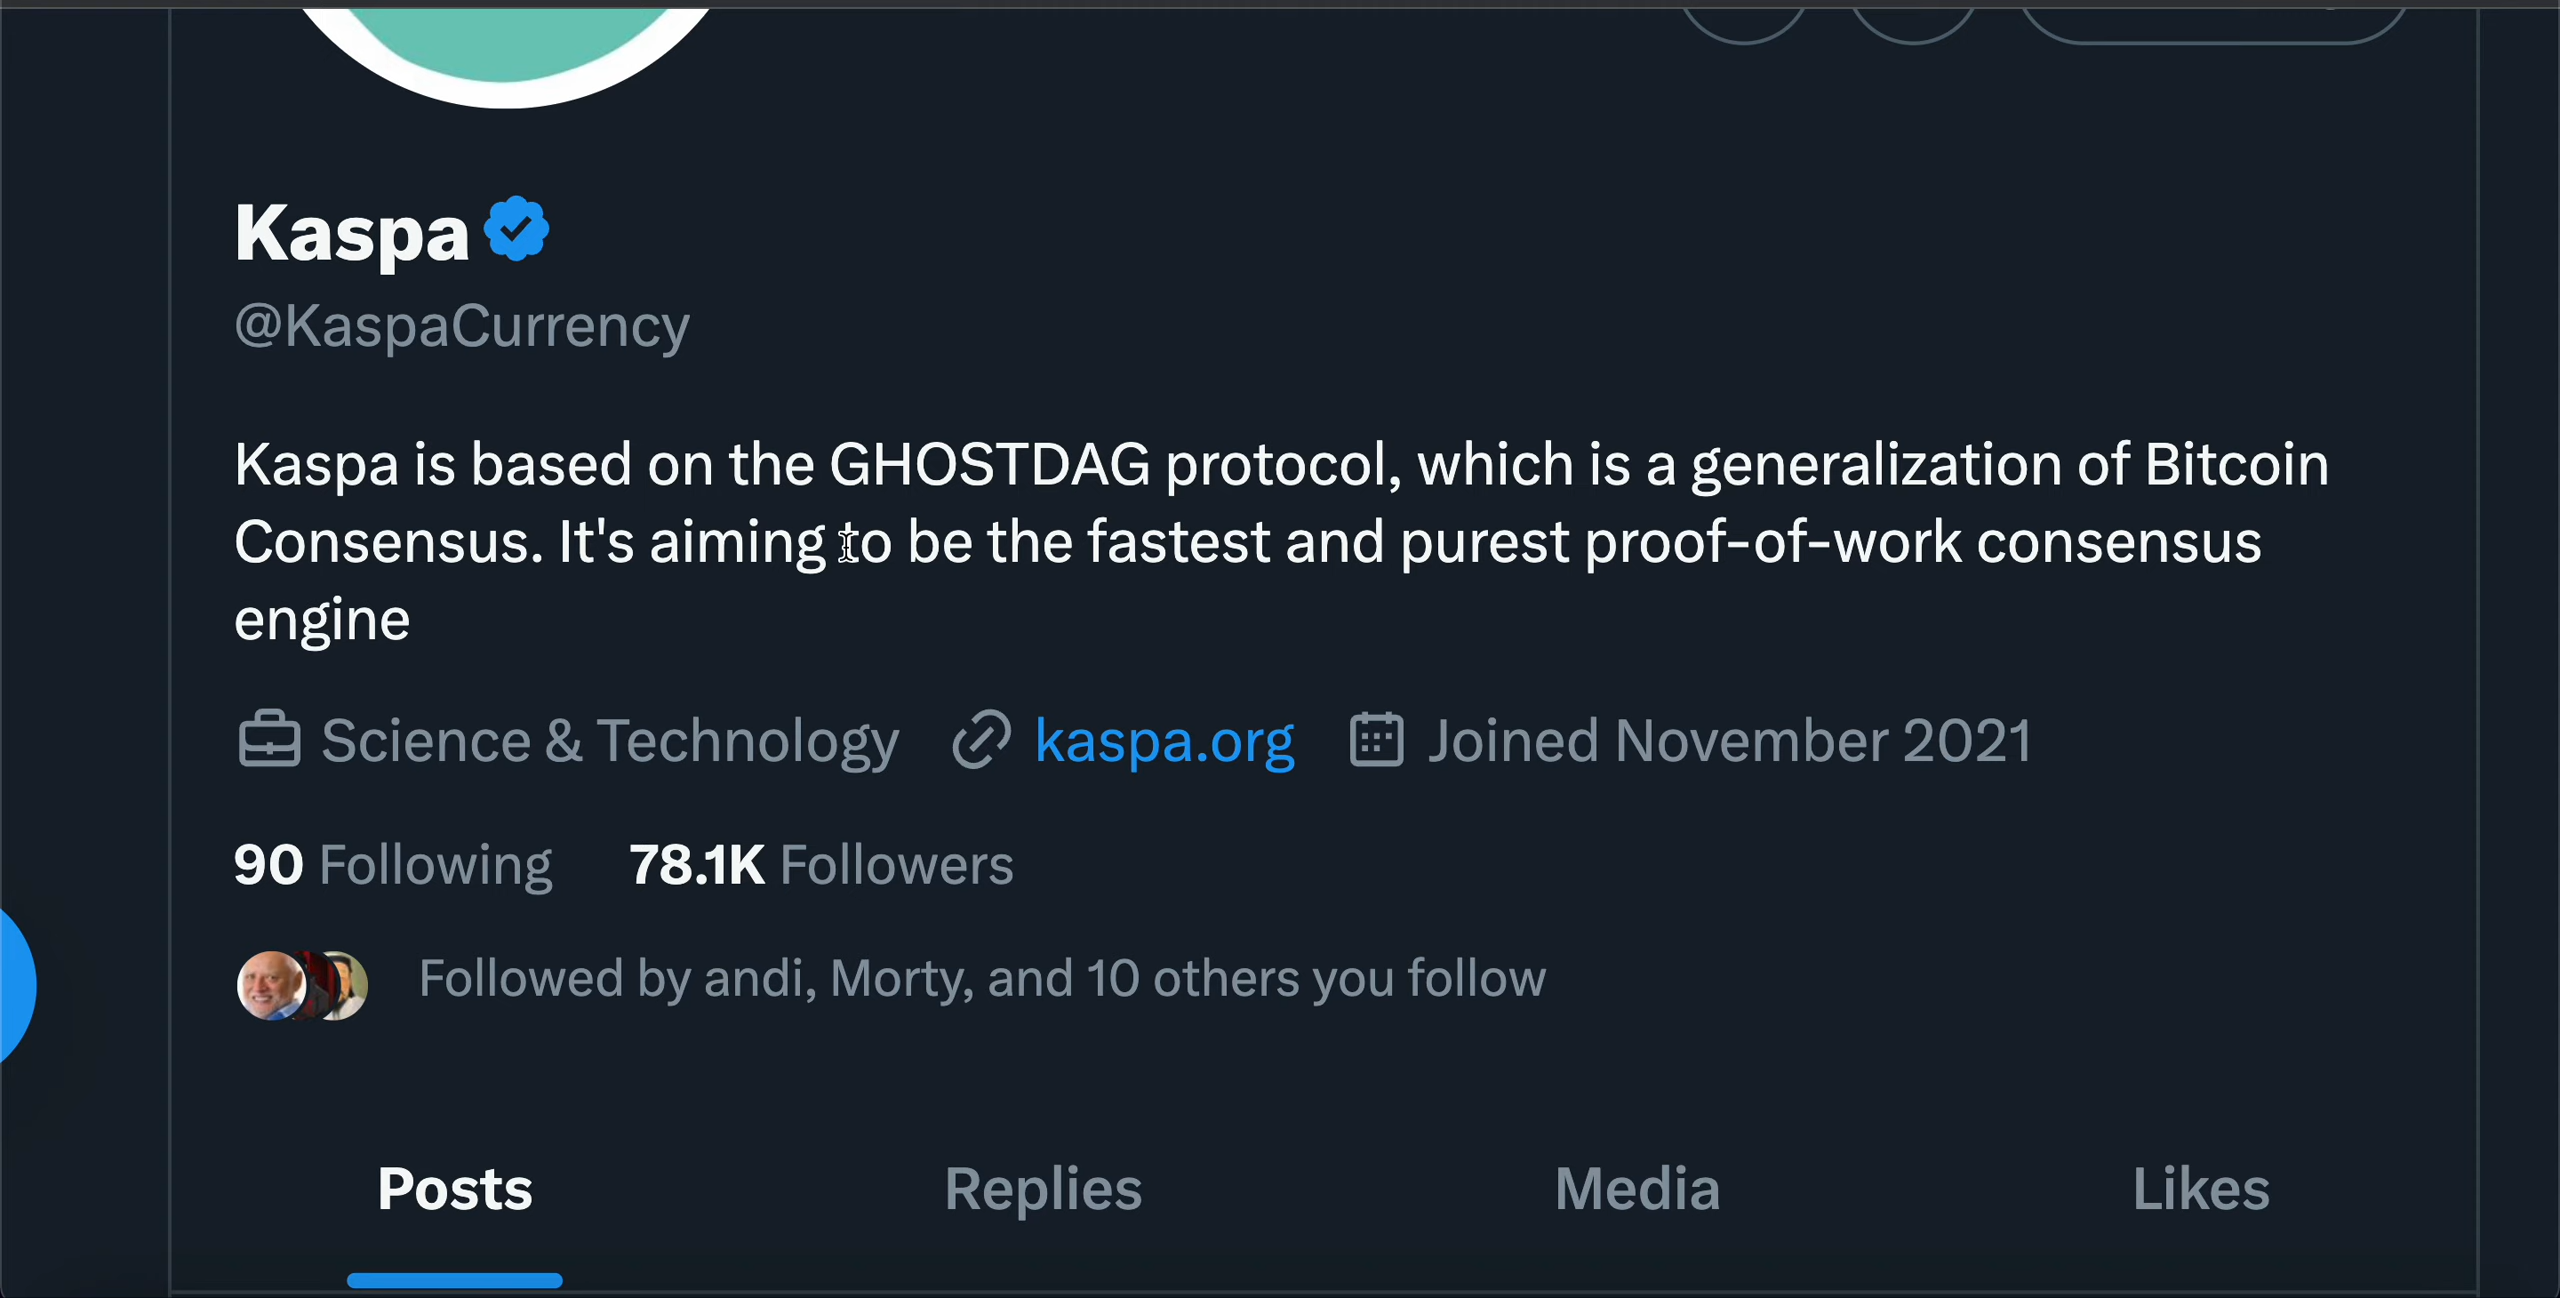 Kaspa
@KaspaCurrency
Kaspa is based on the GHOSTDAG protocol, which is a generalization of Bitcoin
Consensus. It's aiming to be the fastest and purest proof-of-work consensus
engine
Science & Technology kaspa.org Joined November 2021
90 Following 78.1K Followers
Followed by andi, Morty, and 10 others you follow
Posts Replies Media Likes